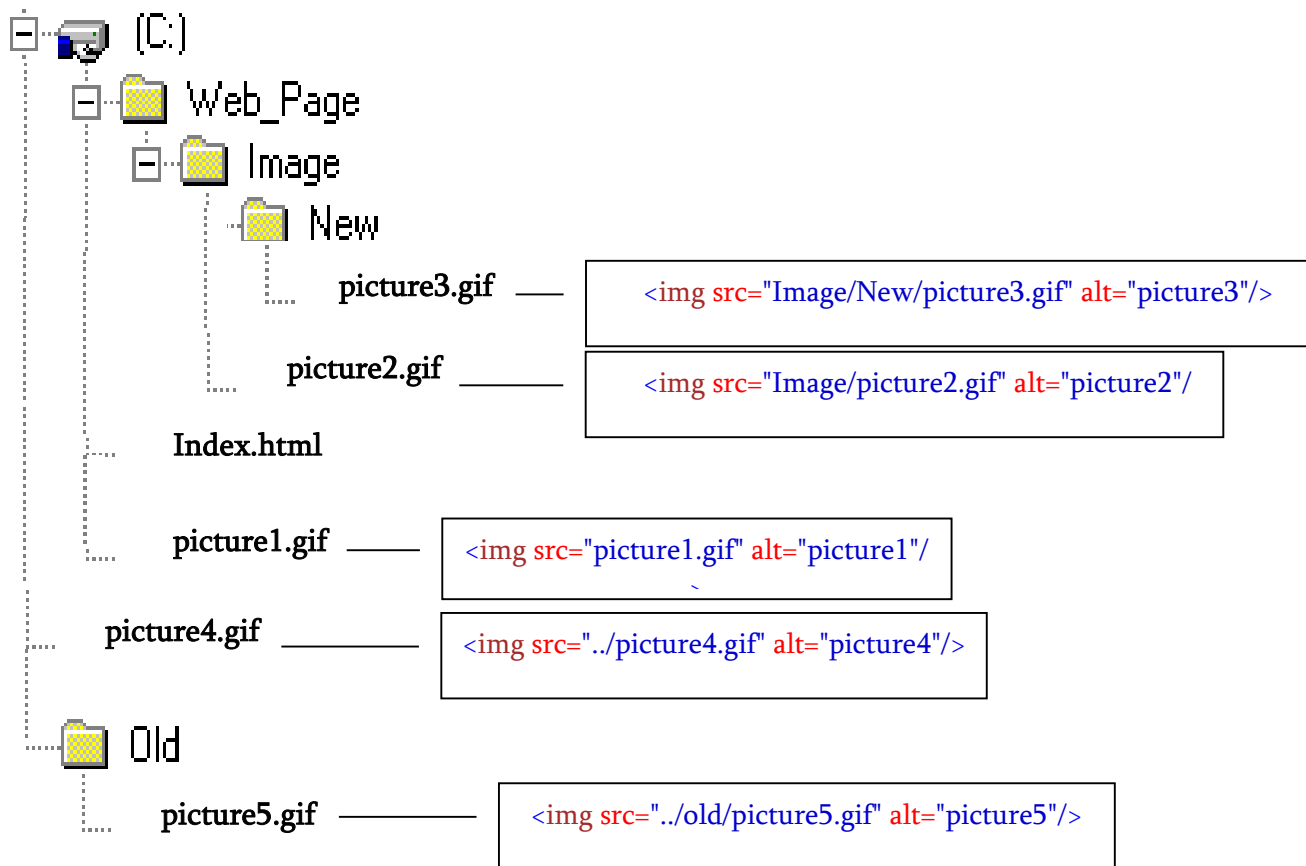 (C:)
Web_Page
Image
New
picture3.gif
<img src="Image/New/picture3.gif" alt="picture3"/>
picture2.gif
<img src="Image/picture2.gif" alt="picture2"/
Index.html
picture1.gif
<img src="picture1.gif" alt="picture1"/
picture4.gif
<img src="../picture4.gif" alt="picture4"/>
Old
picture5.gif
<img src="../old/picture5.gif" alt="picture5"/>